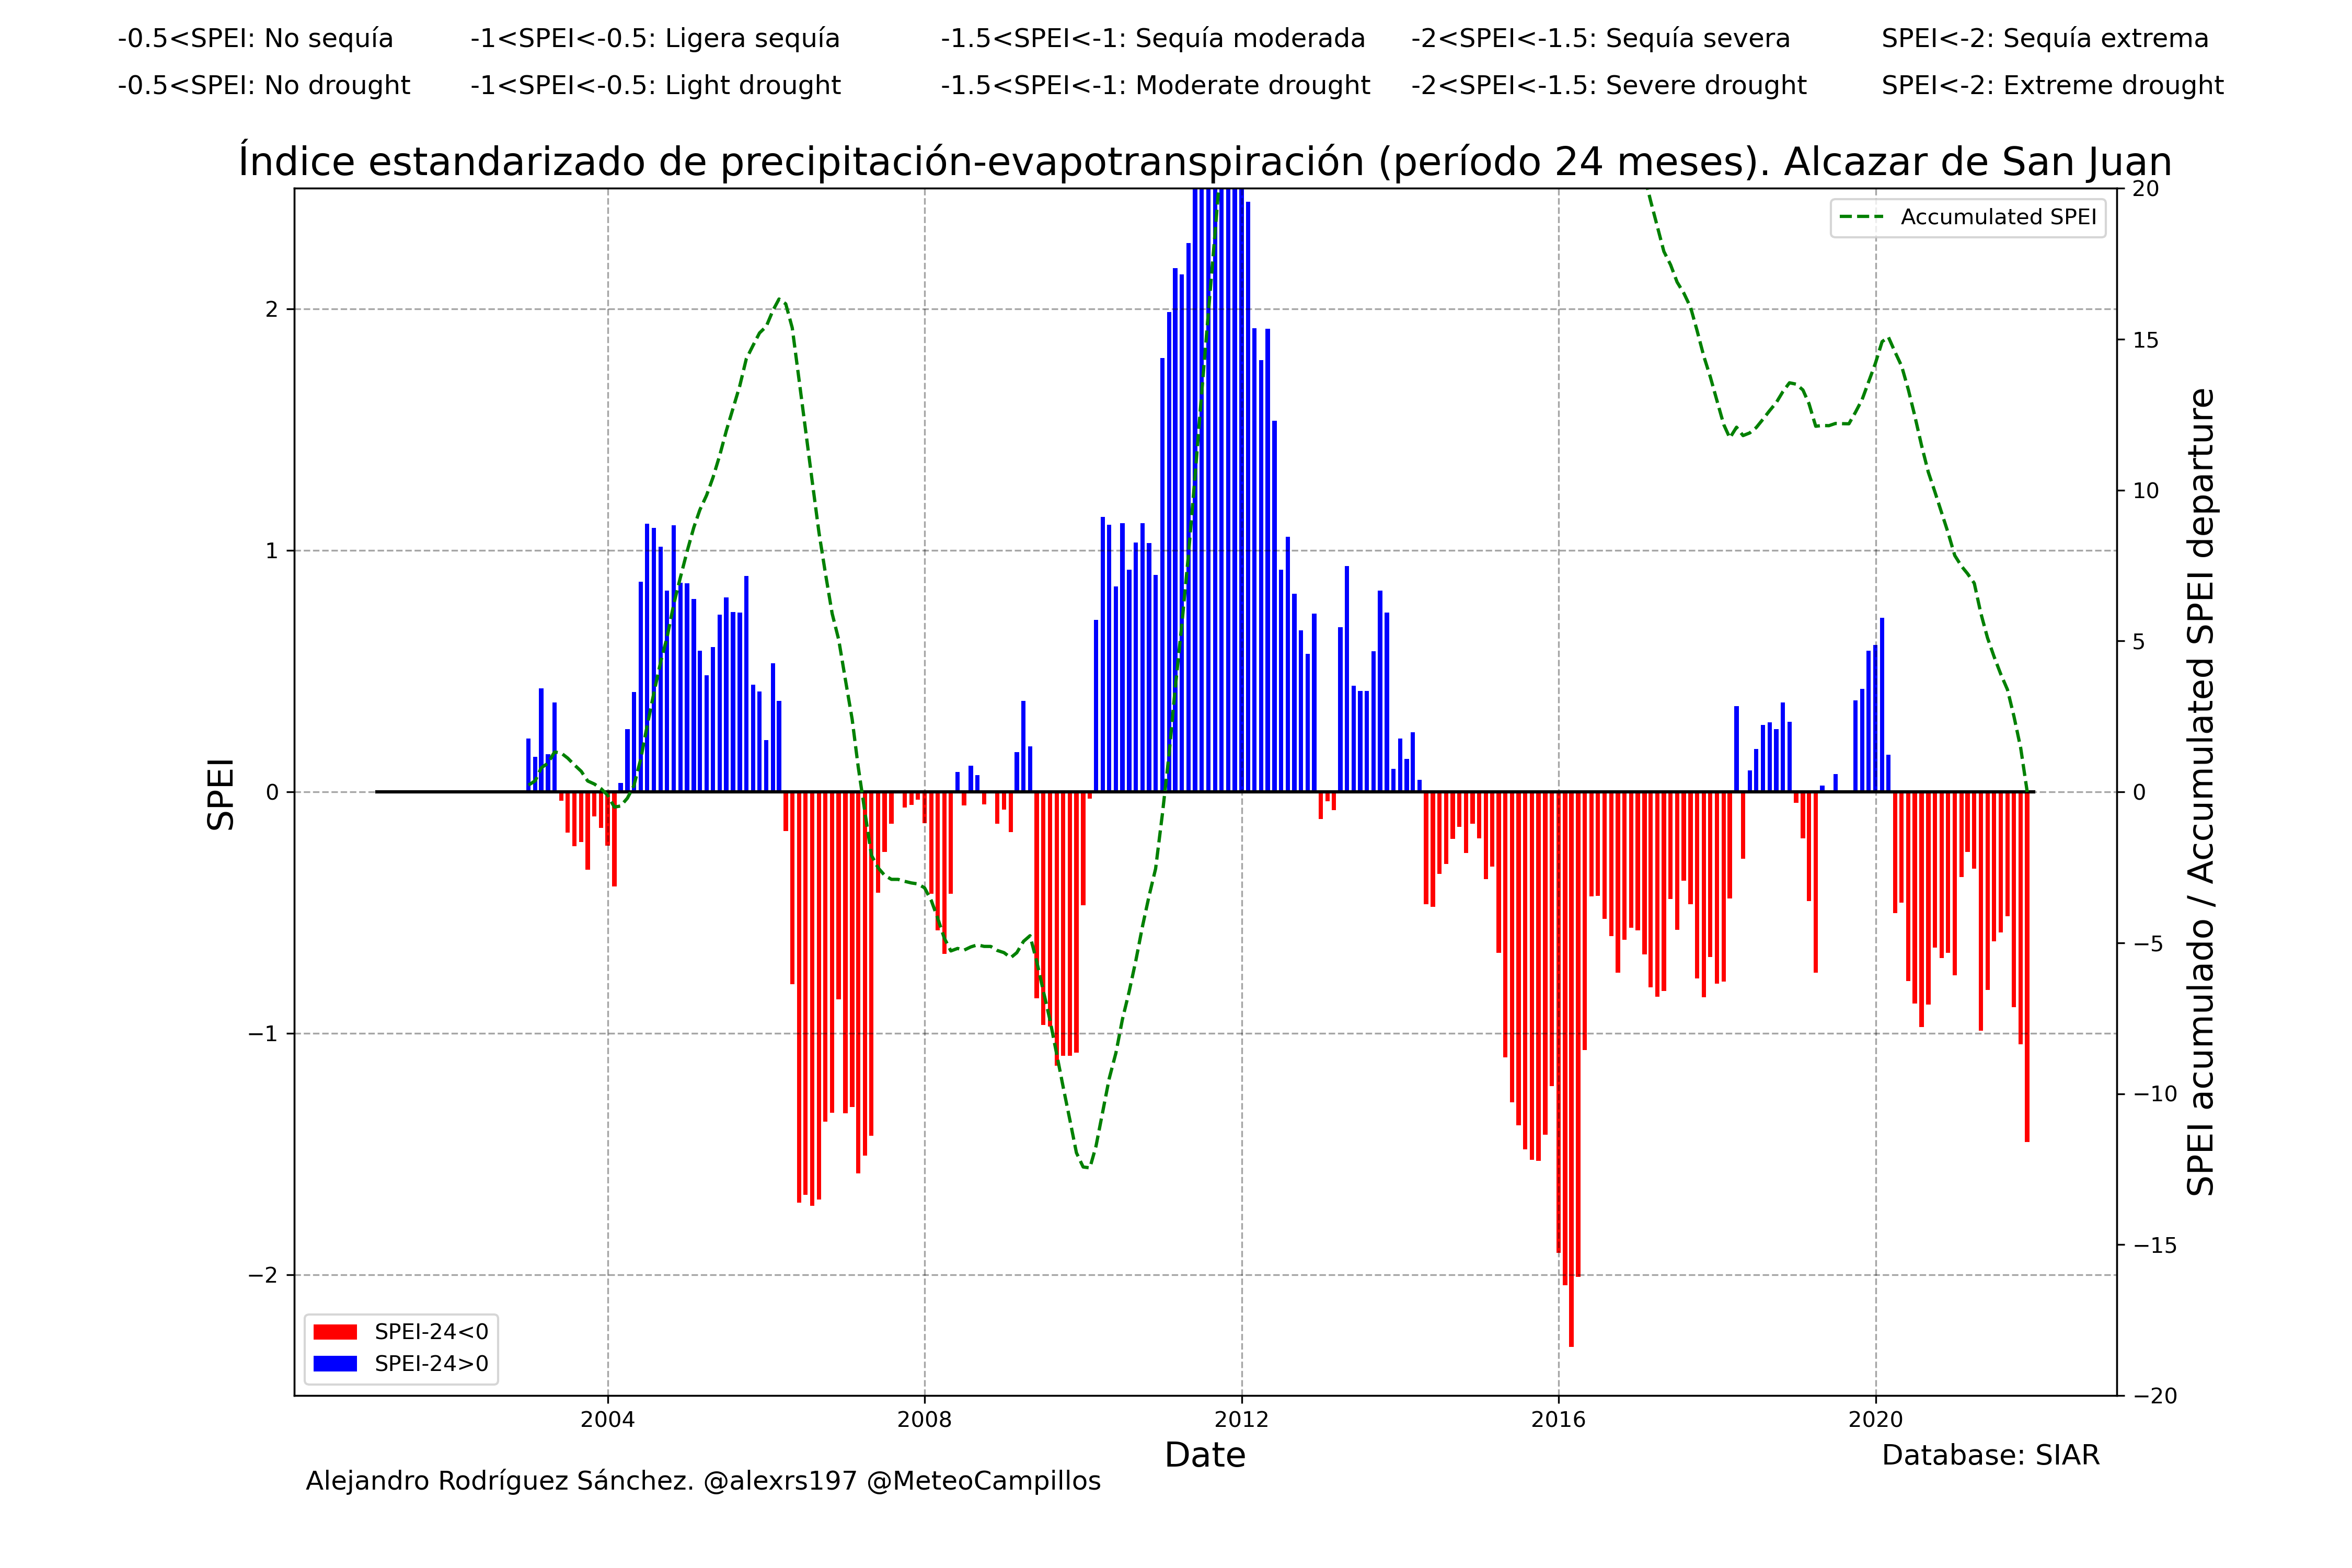 -0.5<SPEI: No sequía -1<SPEI<-0.5: Ligera sequía -1.5<SPEI<-1: Sequía moderada -2<SPEI<-1.5: Sequía severa SPEI<-2: Sequía extrema
-0.5<SPEI: No drought -1<SPEI<-0.5: Light drought -1.5<SPEI<-1: Moderate drought -2<SPEI<-1.5: Severe drought SPEI<-2: Extreme drought
Índice estandarizado de precipitación-evapotranspiración (período 24 meses). Alcazar de San Juan
SPEI
2
1
0
−1
−2
Accumulated SPEI
20
15
10
5
0
−5
−10
−15
−20
SPEI acumulado / Accumulated SPEI departure
SPEI-24<0
SPEI-24>0
2004 2008 2012 2016 2020
Date
Database: SIAR
Alejandro Rodríguez Sánchez. @alexrs197 @MeteoCampillos